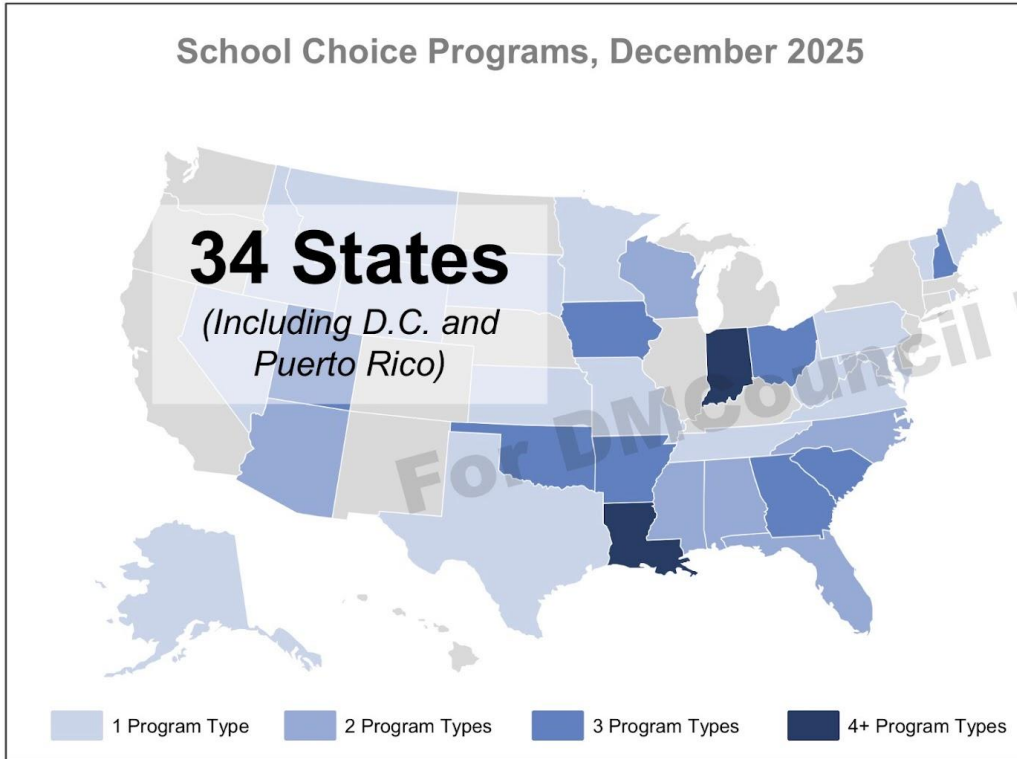 School Choice Programs, December 2025
34 States
(Including D.C. and
Puerto Rico)
For DMCouncil
1 Program Type
2 Program Types
3 Program Types
4+ Program Types